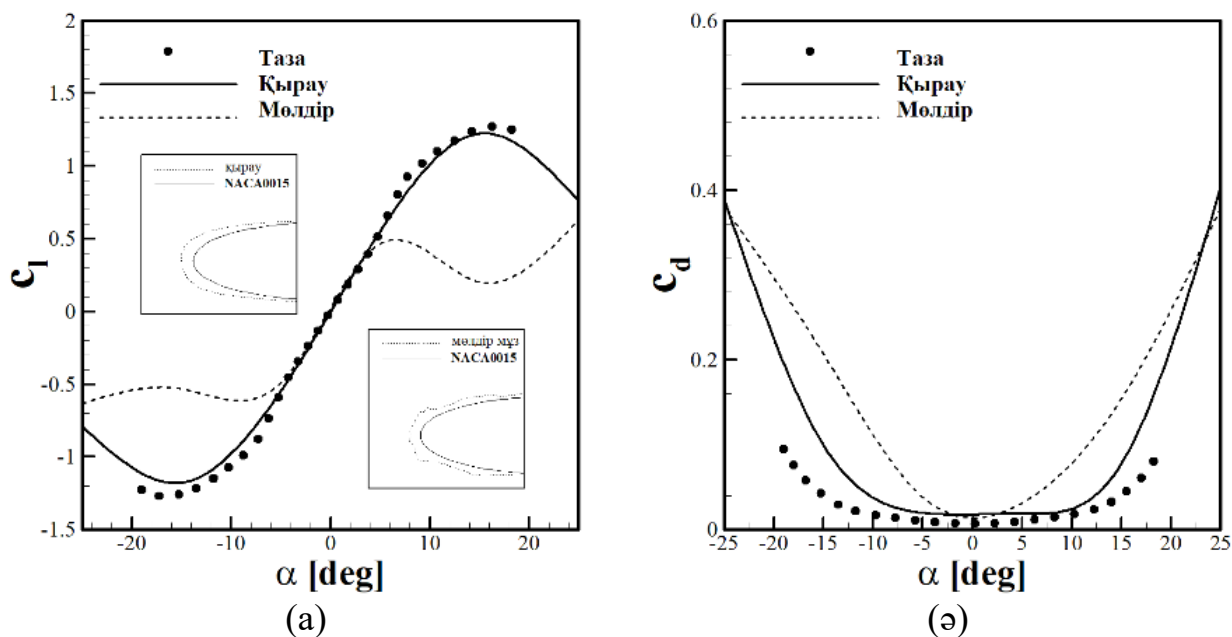 2
1.5
1
0.5
0
-0.5
-1
-1.5
-20
-10
0
10
20
c_l
α [deg]
Таза
Қырау
Мөлдір
қырау
NACA0015
мөлдір мұз
NACA0015
(а)
0.6
0.4
0.2
0
-25
-20
-15
-10
-5
0
5
10
15
20
25
c_d
α [deg]
Таза
Қырау
Мөлдір
(ә)